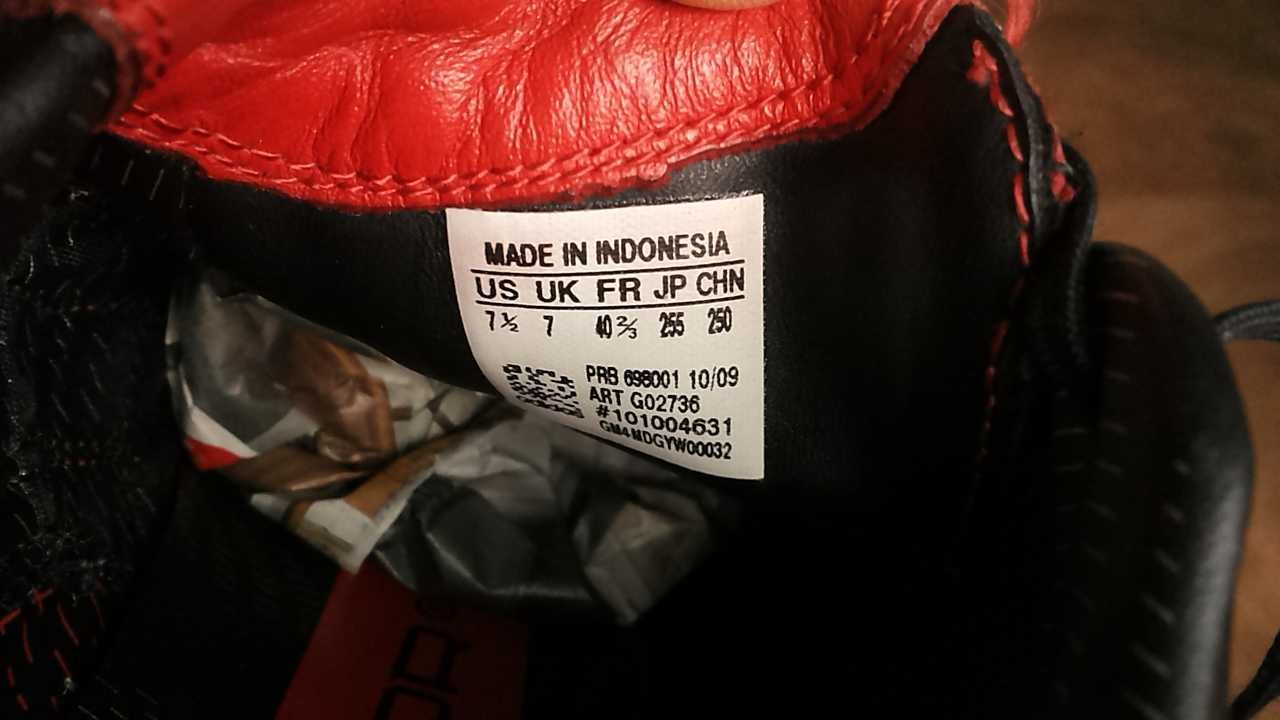 MADE IN INDONESIA
US UK FR JP CHN
7½ 7 40⅔ 255 250
PRB 698001 10/09
ART G02736
#101004631
GM4MDGYW00032
adidas